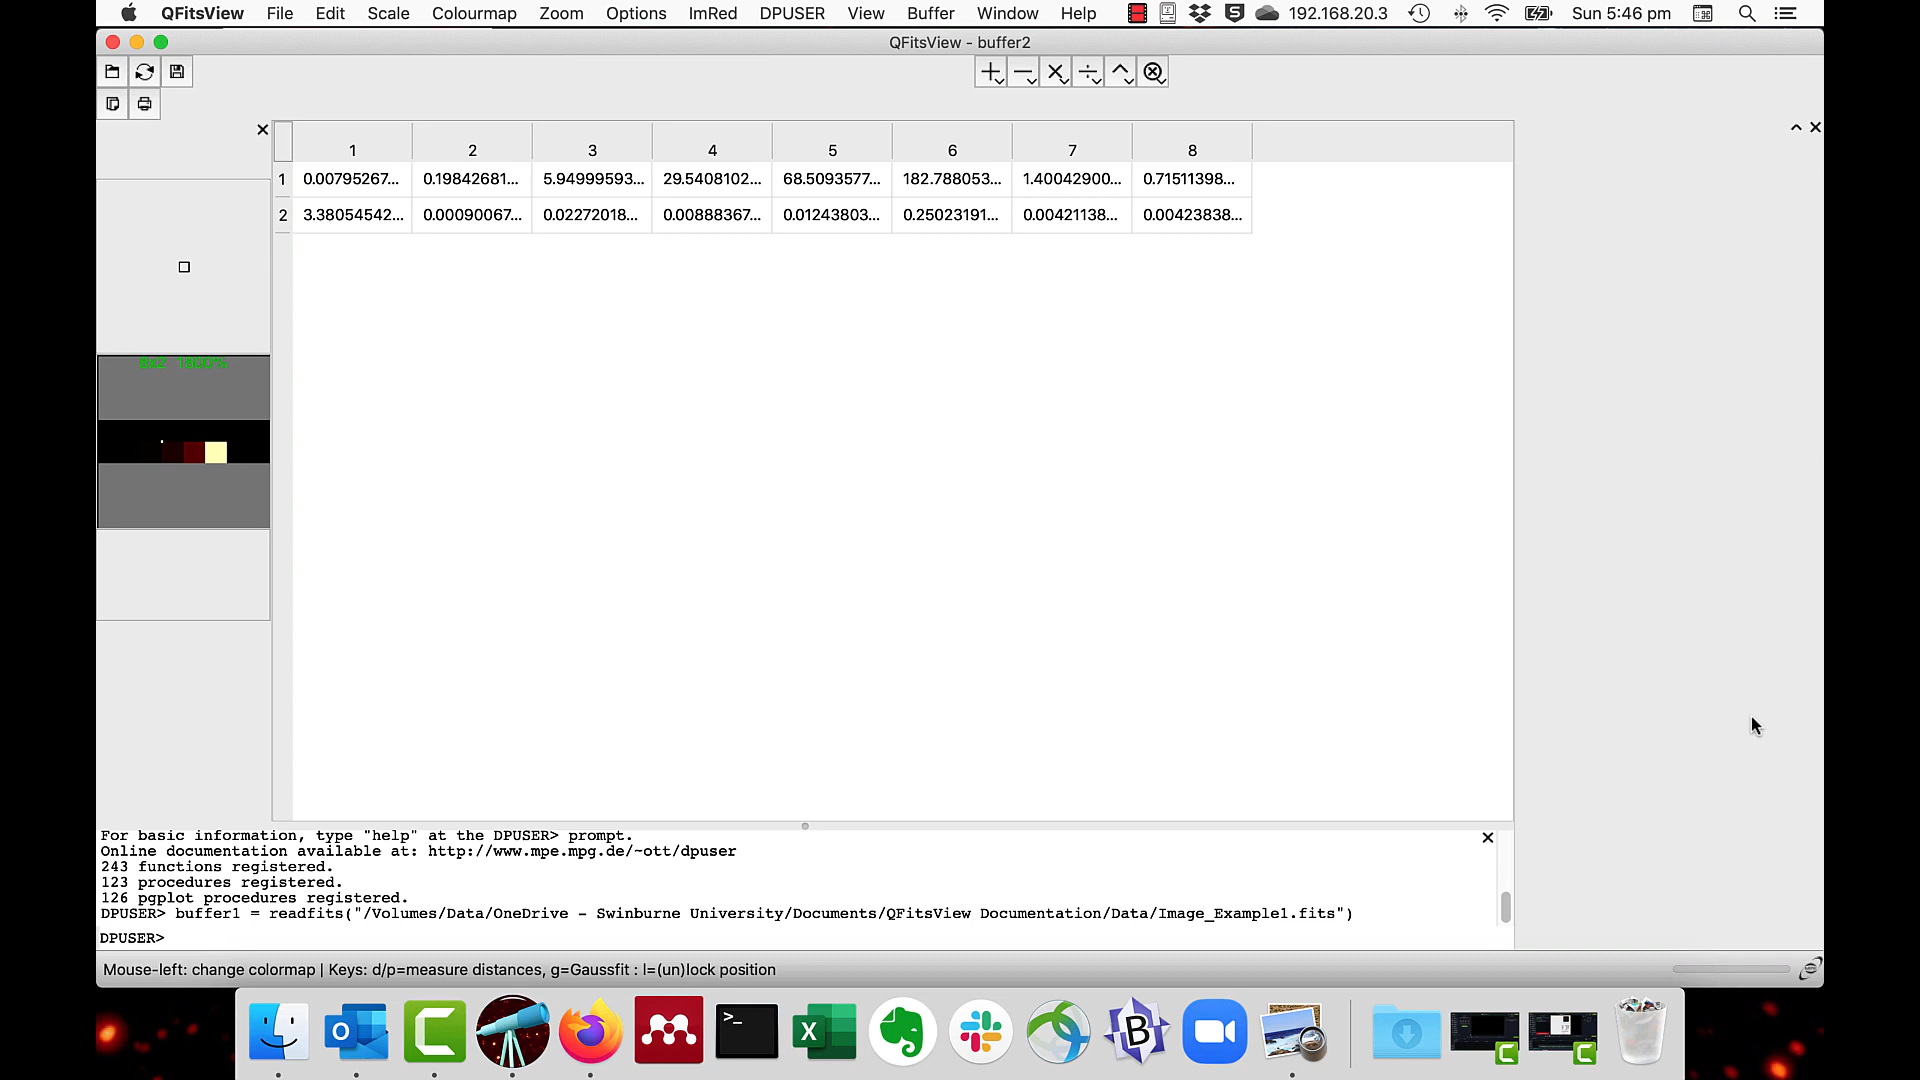 QFitsView File Edit Scale Colourmap Zoom Options ImRed DPUSER View Buffer Window Help 192.168.20.3 Sun 5:46 pm
QFitsView - buffer2
1 2 3 4 5 6 7 8
1 0.00795267... 0.19842681... 5.94999593... 29.5408102... 68.5093577... 182.788053... 1.40042900... 0.71511398...
2 3.38054542... 0.00090067... 0.02272018... 0.00888367... 0.01243803... 0.25023191... 0.00421138... 0.00423838...
For basic information, type "help" at the DPUSER> prompt.
Online documentation available at: http://www.mpe.mpg.de/~ott/dpuser
243 functions registered.
123 procedures registered.
126 pgplot procedures registered.
DPUSER> buffer1 = readfits("/Volumes/Data/OneDrive - Swinburne University/Documents/QFitsView Documentation/Data/Image_Example1.fits")
DPUSER>
Mouse-left: change colormap | Keys: d/p=measure distances, g=Gaussfit : l=(un)lock position